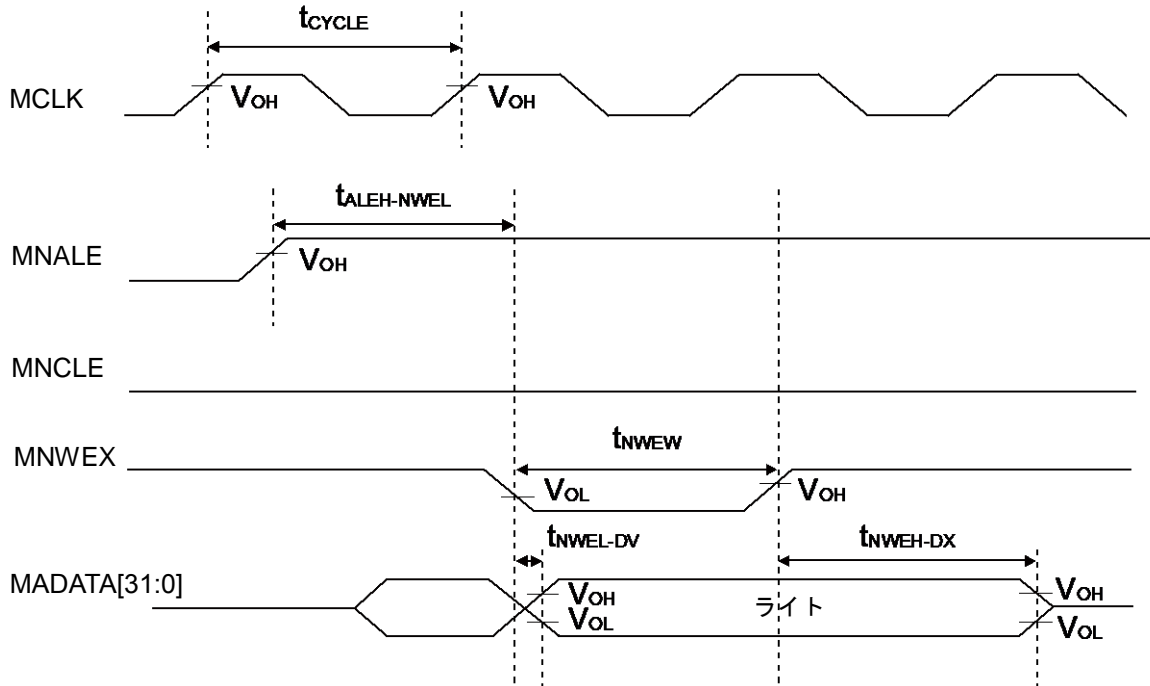 tCYCLE
MCLK
VOH
VOH
tALEH-NWEL
MNALE
VOH
MNCLE
tNWEW
MNWEX
VOL
VOH
tNWEL-DV
tNWEH-DX
MADATA[31:0]
VOH
VOL
ライト
VOH
VOL